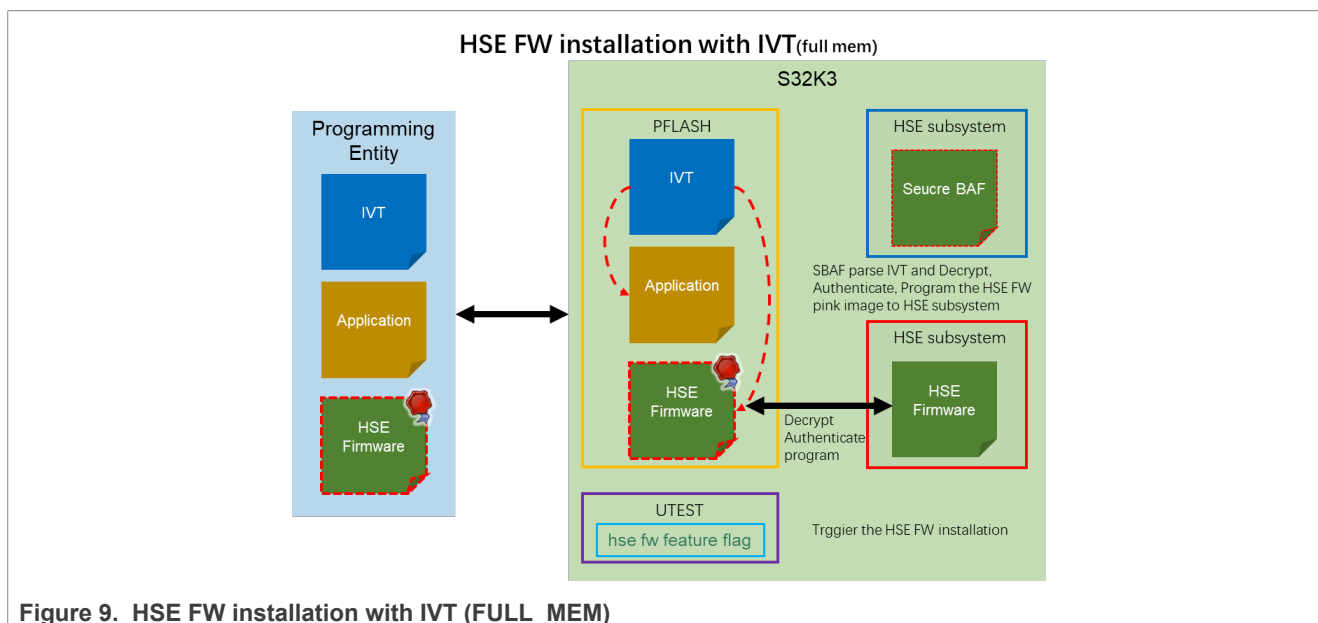 HSE FW installation with IVT(full mem)
S32K3
Programming
Entity
IVT
Application
HSE
Firmware
PFLASH
IVT
Application
HSE
Firmware
HSE subsystem
Seucre BAF
SBAF parse IVT and Decrypt,
Authenticate, Program the HSE FW
pink image to HSE subsystem
HSE subsystem
HSE
Firmware
Decrypt
Authenticate
program
UTEST
hse fw feature flag
Trggier the HSE FW installation
Figure 9. HSE FW installation with IVT (FULL_MEM)